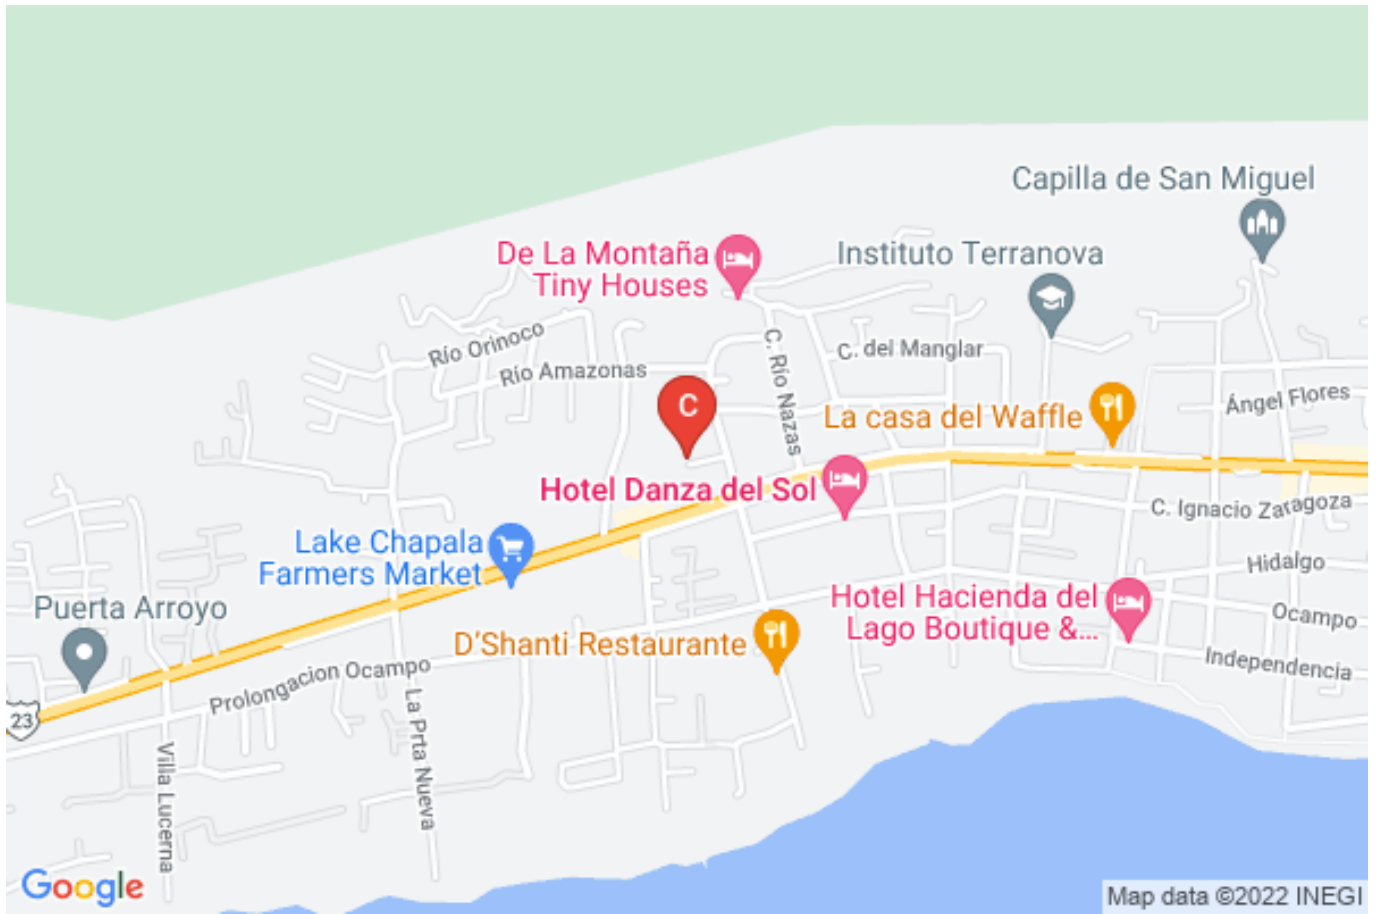 Capilla de San Miguel
De La Montaña
Tiny Houses
Instituto Terranova
Río Orinoco
C. Río Nazas
C. del Manglar
Río Amazonas
C
La casa del Waffle
Ángel Flores
Hotel Danza del Sol
C. Ignacio Zaragoza
Lake Chapala
Farmers Market
Hidalgo
Puerta Arroyo
Hotel Hacienda del
Lago Boutique &...
Ocampo
D'Shanti Restaurante
Independencia
Prolongacion Ocampo
23
La Prta Nueva
Villa Lucerna
Google
Map data ©2022 INEGI